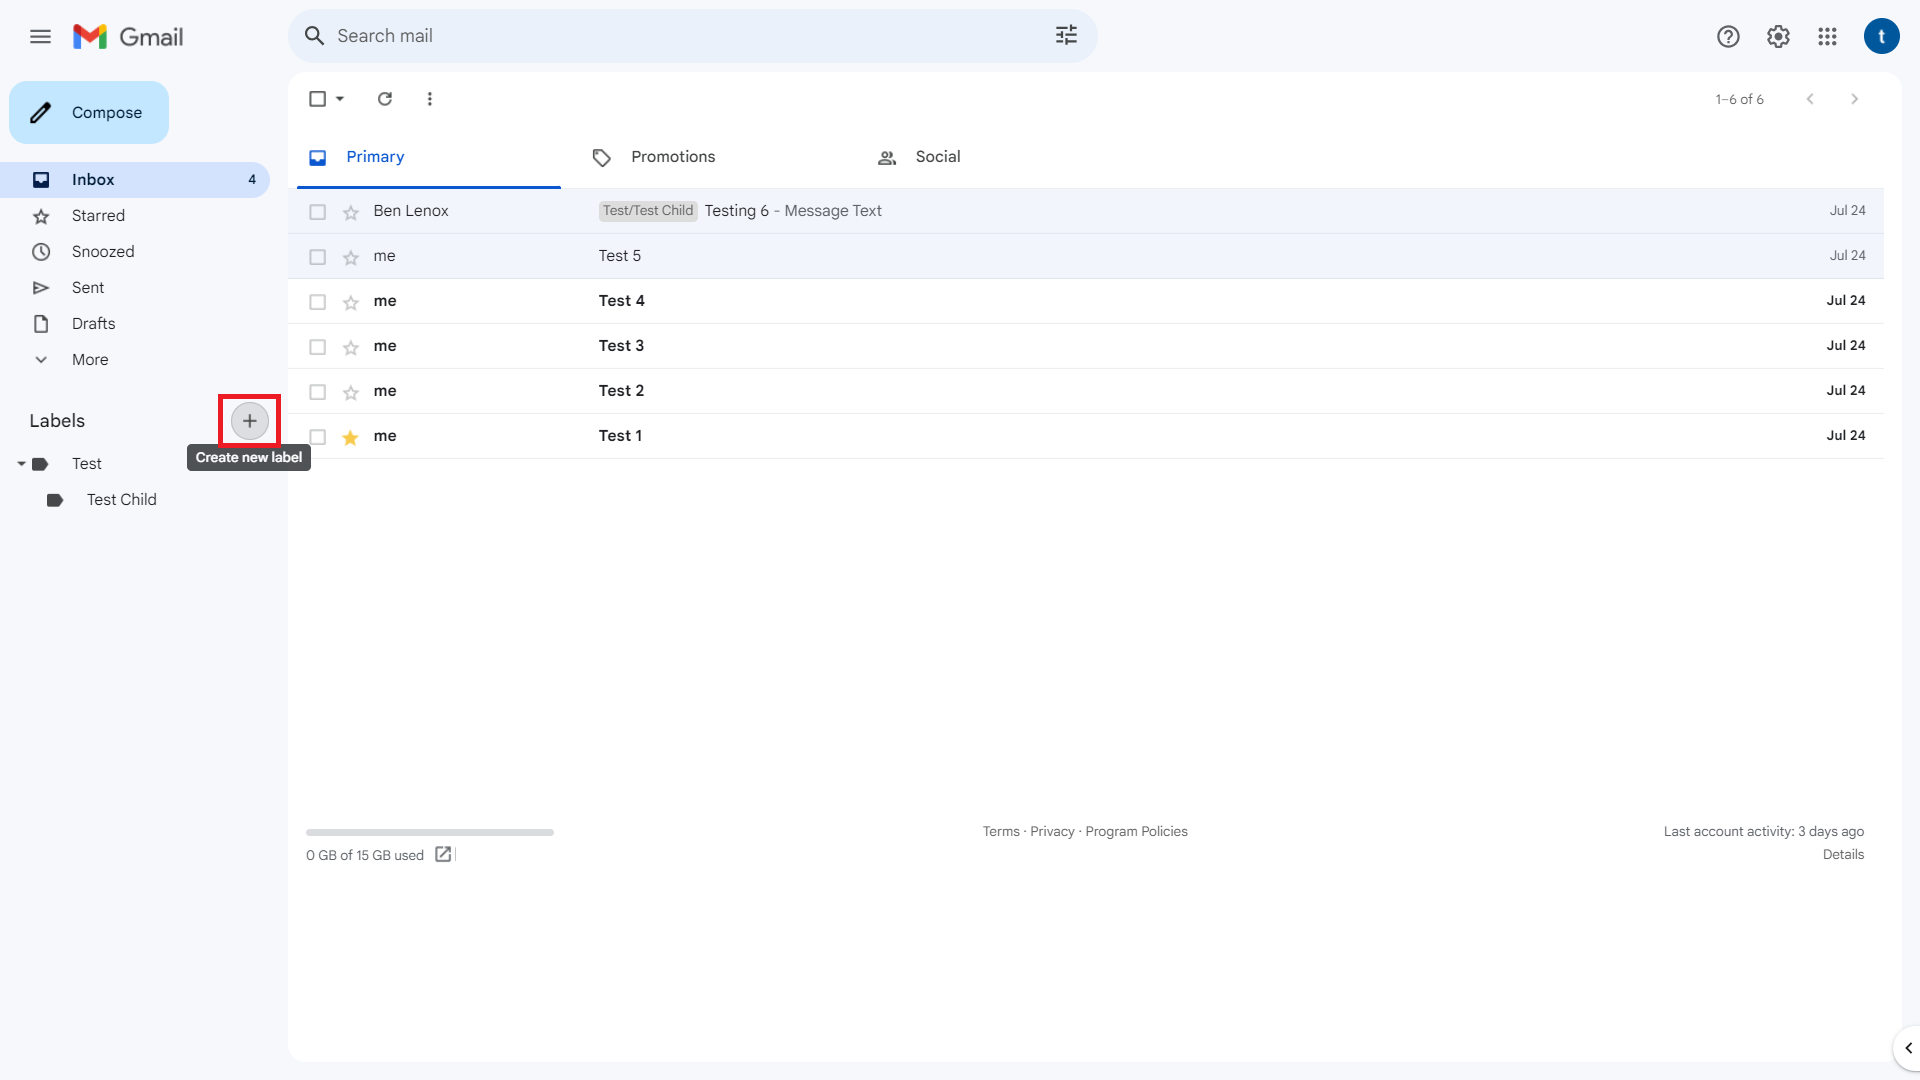 Gmail
Search mail
t
Compose
1–6 of 6
Primary
Promotions
Social
Inbox 4
Starred
Snoozed
Sent
Drafts
More
Labels
Create new label
Test
Test Child
Ben Lenox Test/Test Child Testing 6 - Message Text Jul 24
me Test 5 Jul 24
me Test 4 Jul 24
me Test 3 Jul 24
me Test 2 Jul 24
me Test 1 Jul 24
0 GB of 15 GB used
Terms · Privacy · Program Policies
Last account activity: 3 days ago
Details